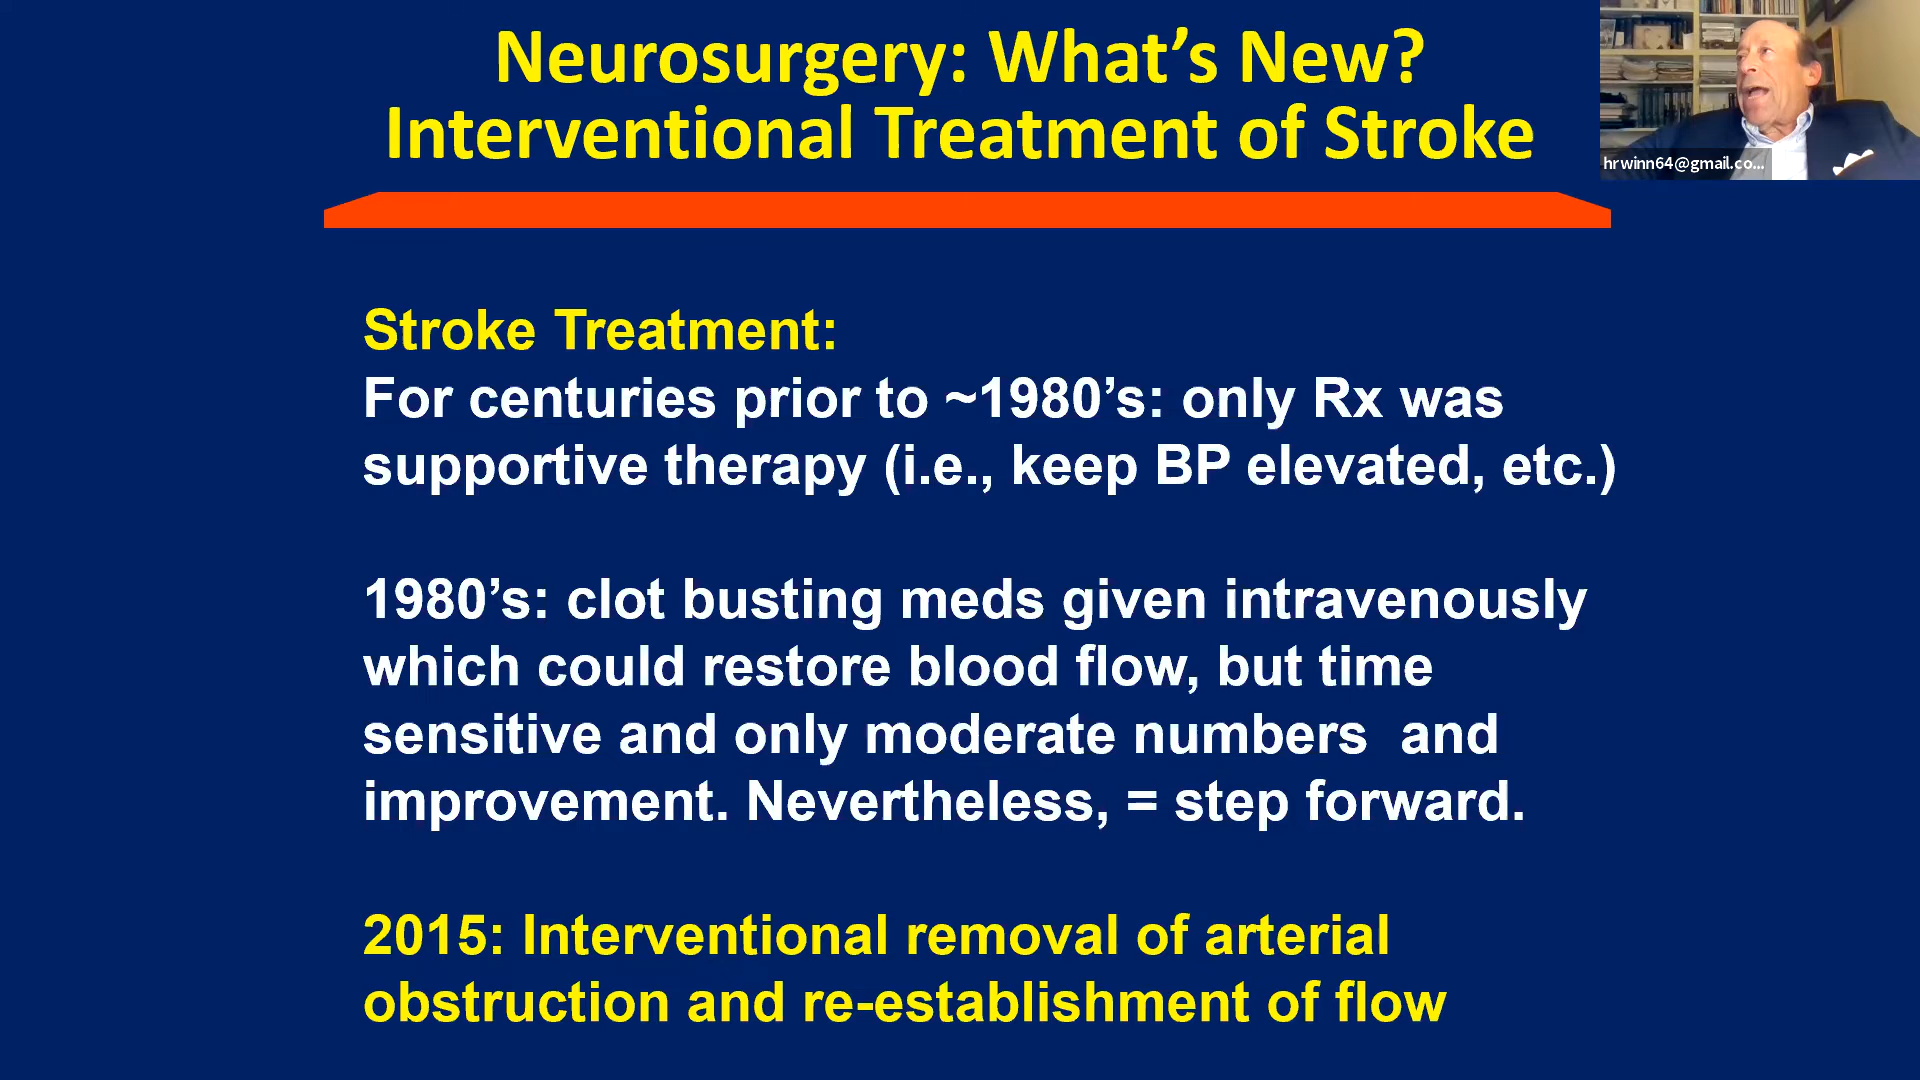 Neurosurgery: What’s New?
Interventional Treatment of Stroke
hrwinn64@gmail.co...
Stroke Treatment:
For centuries prior to ~1980’s: only Rx was
supportive therapy (i.e., keep BP elevated, etc.)
1980’s: clot busting meds given intravenously
which could restore blood flow, but time
sensitive and only moderate numbers  and
improvement. Nevertheless, = step forward.
2015: Interventional removal of arterial
obstruction and re-establishment of flow